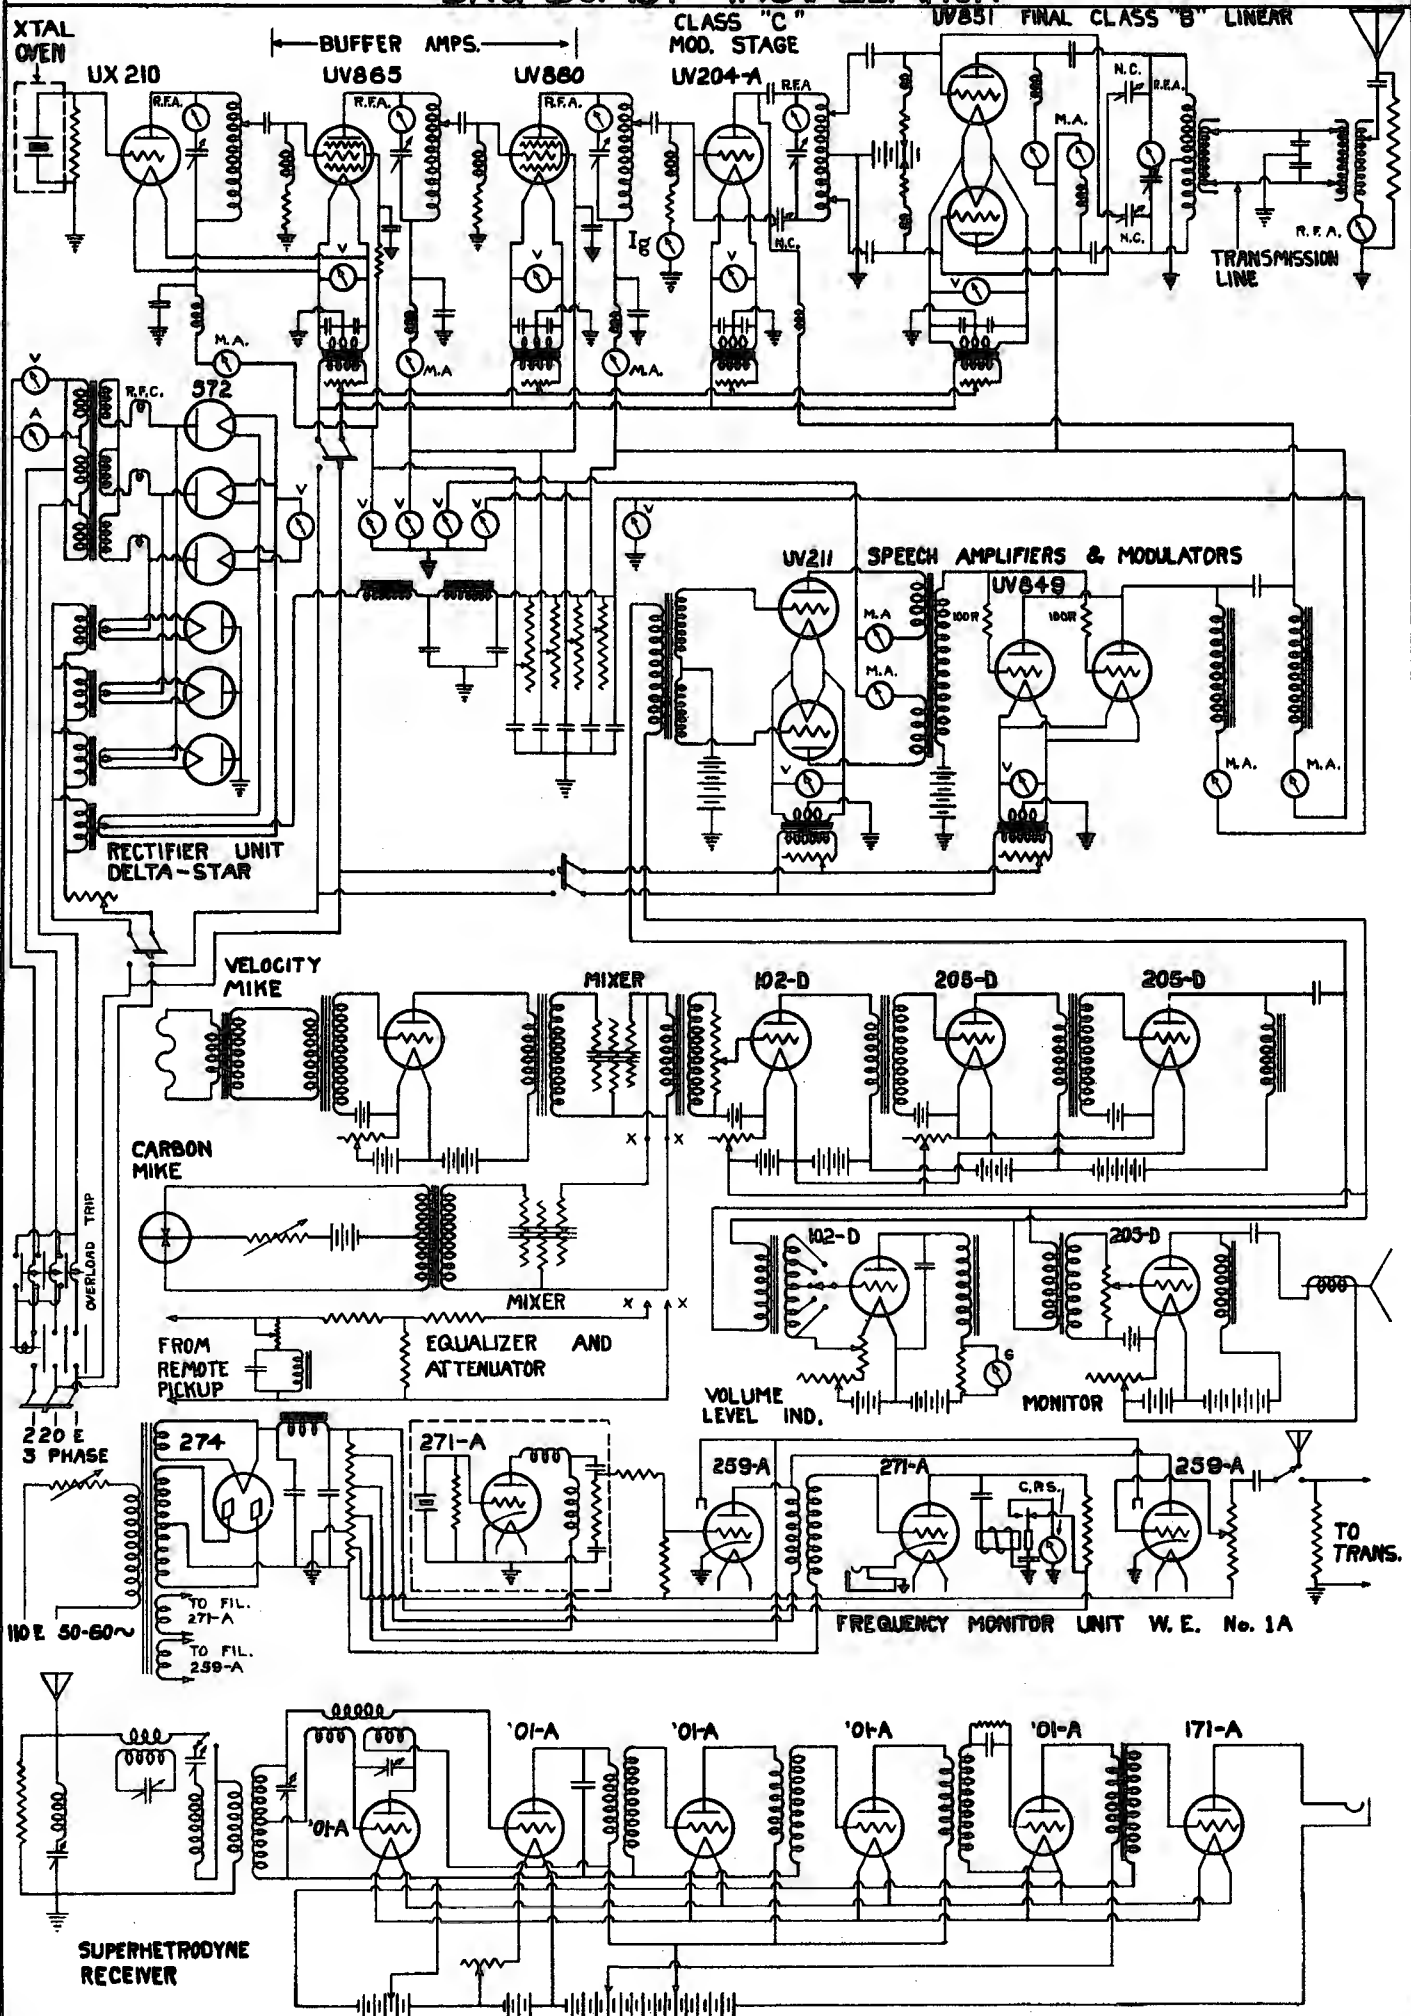 XTAL
OVEN
UX 210
BUFFER AMPS.
UV865
UV860
CLASS "C"
MOD. STAGE
UV204-A
UV851 FINAL CLASS "B" LINEAR
R.F.A.
R.F.A.
R.F.A.
R.F.A
N.C.
R.F.A.
M.A.
Ig
N.C.
N.C.
R.F.A.
TRANSMISSION
LINE
V
V
V
V
M.A.
M.A
M.A.
V
A
R.F.C.
872
V
V
V
V
V
V
UV211
SPEECH AMPLIFIERS & MODULATORS
UV849
100R
100R
M.A
M.A.
V
V
M.A.
M.A.
RECTIFIER UNIT
DELTA-STAR
VELOCITY
MIKE
MIXER
102-D
205-D
205-D
X
X
CARBON
MIKE
OVERLOAD TRIP
MIXER
X
X
102-D
205-D
FROM
REMOTE
PICKUP
EQUALIZER AND
ATTENUATOR
G
VOLUME
LEVEL IND.
MONITOR
220 E
3 PHASE
274
271-A
259-A
271-A
C.P.S.
259-A
TO
TRANS.
TO FIL.
271-A
110 E 50-60~
TO FIL.
259-A
FREQUENCY MONITOR UNIT W. E. No. 1A
'01-A
'01-A
'01-A
'01-A
171-A
'01-A
SUPERHETRODYNE
RECEIVER